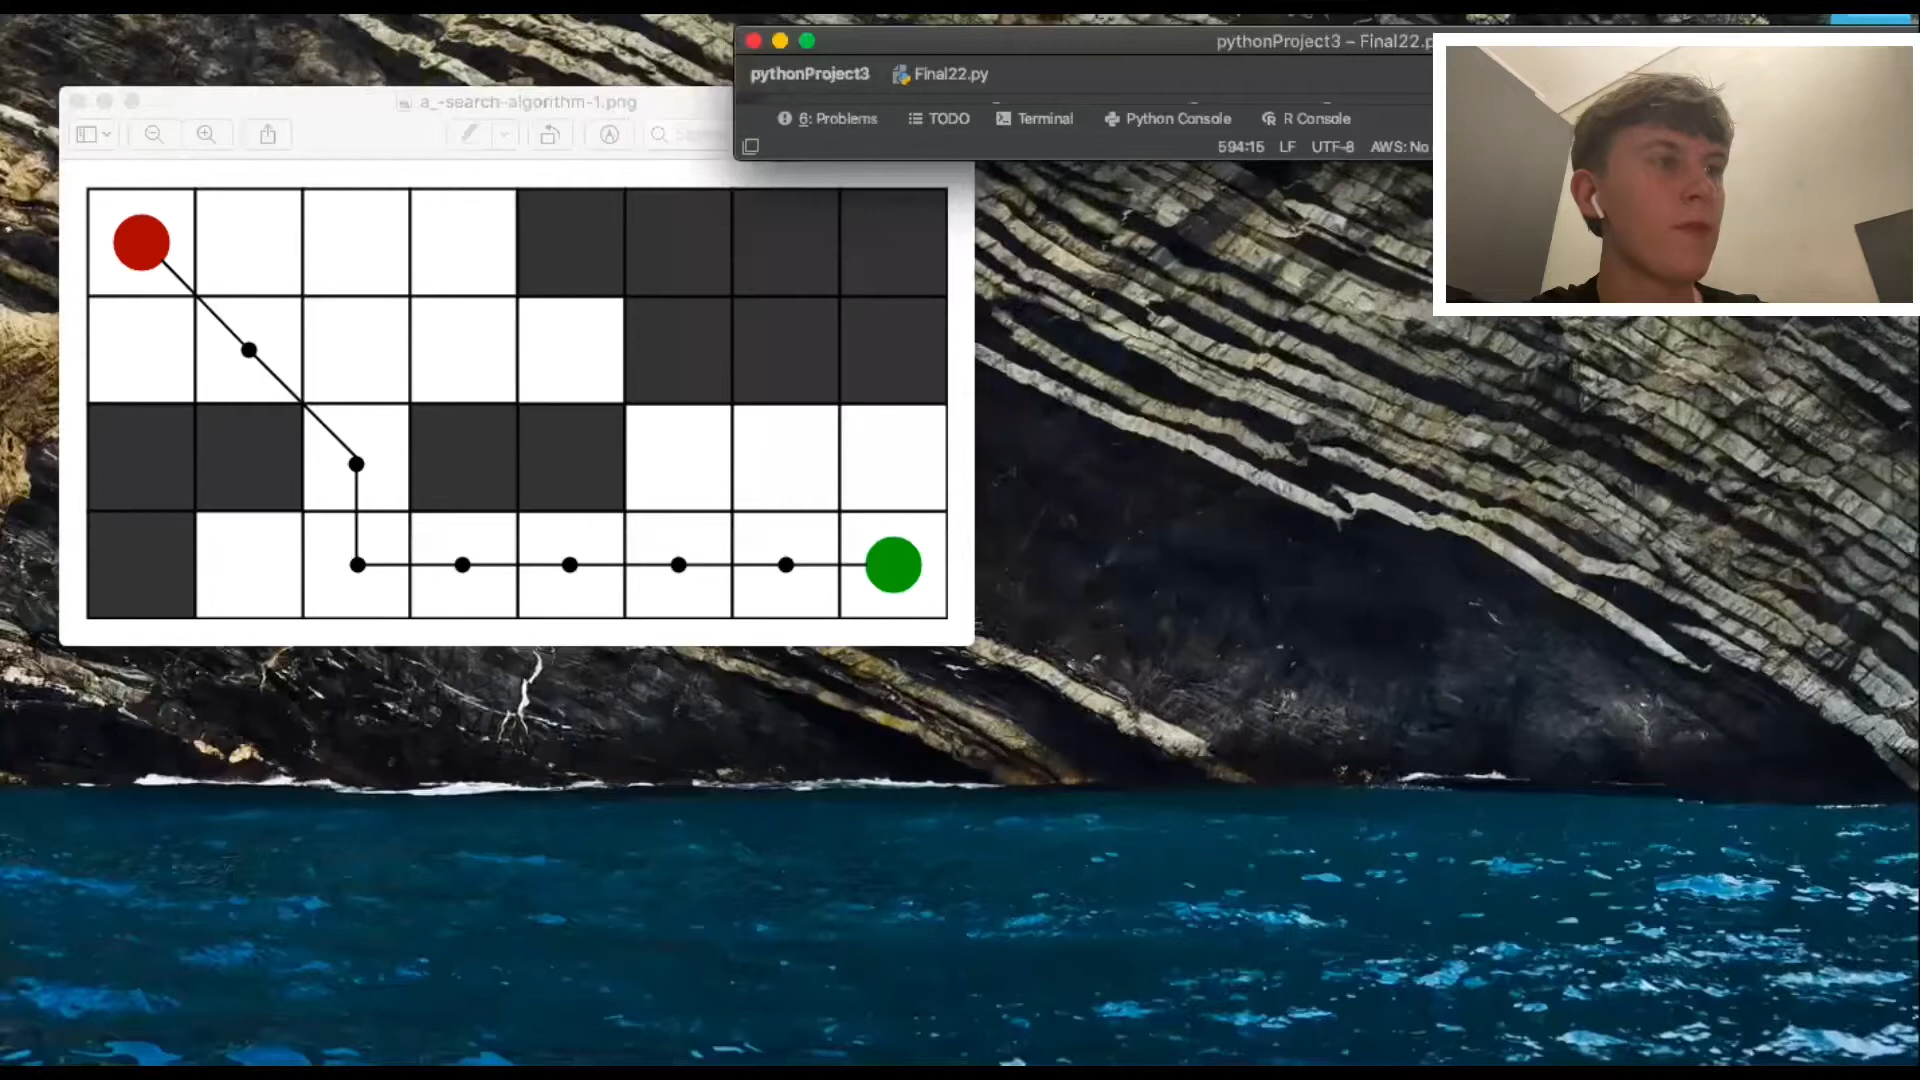 pythonProject3 – Final22.p
pythonProject3 Final22.py
a_-search-algorithm-1.png
6: Problems TODO Terminal Python Console R Console
594:15 LF UTF-8 AWS: No